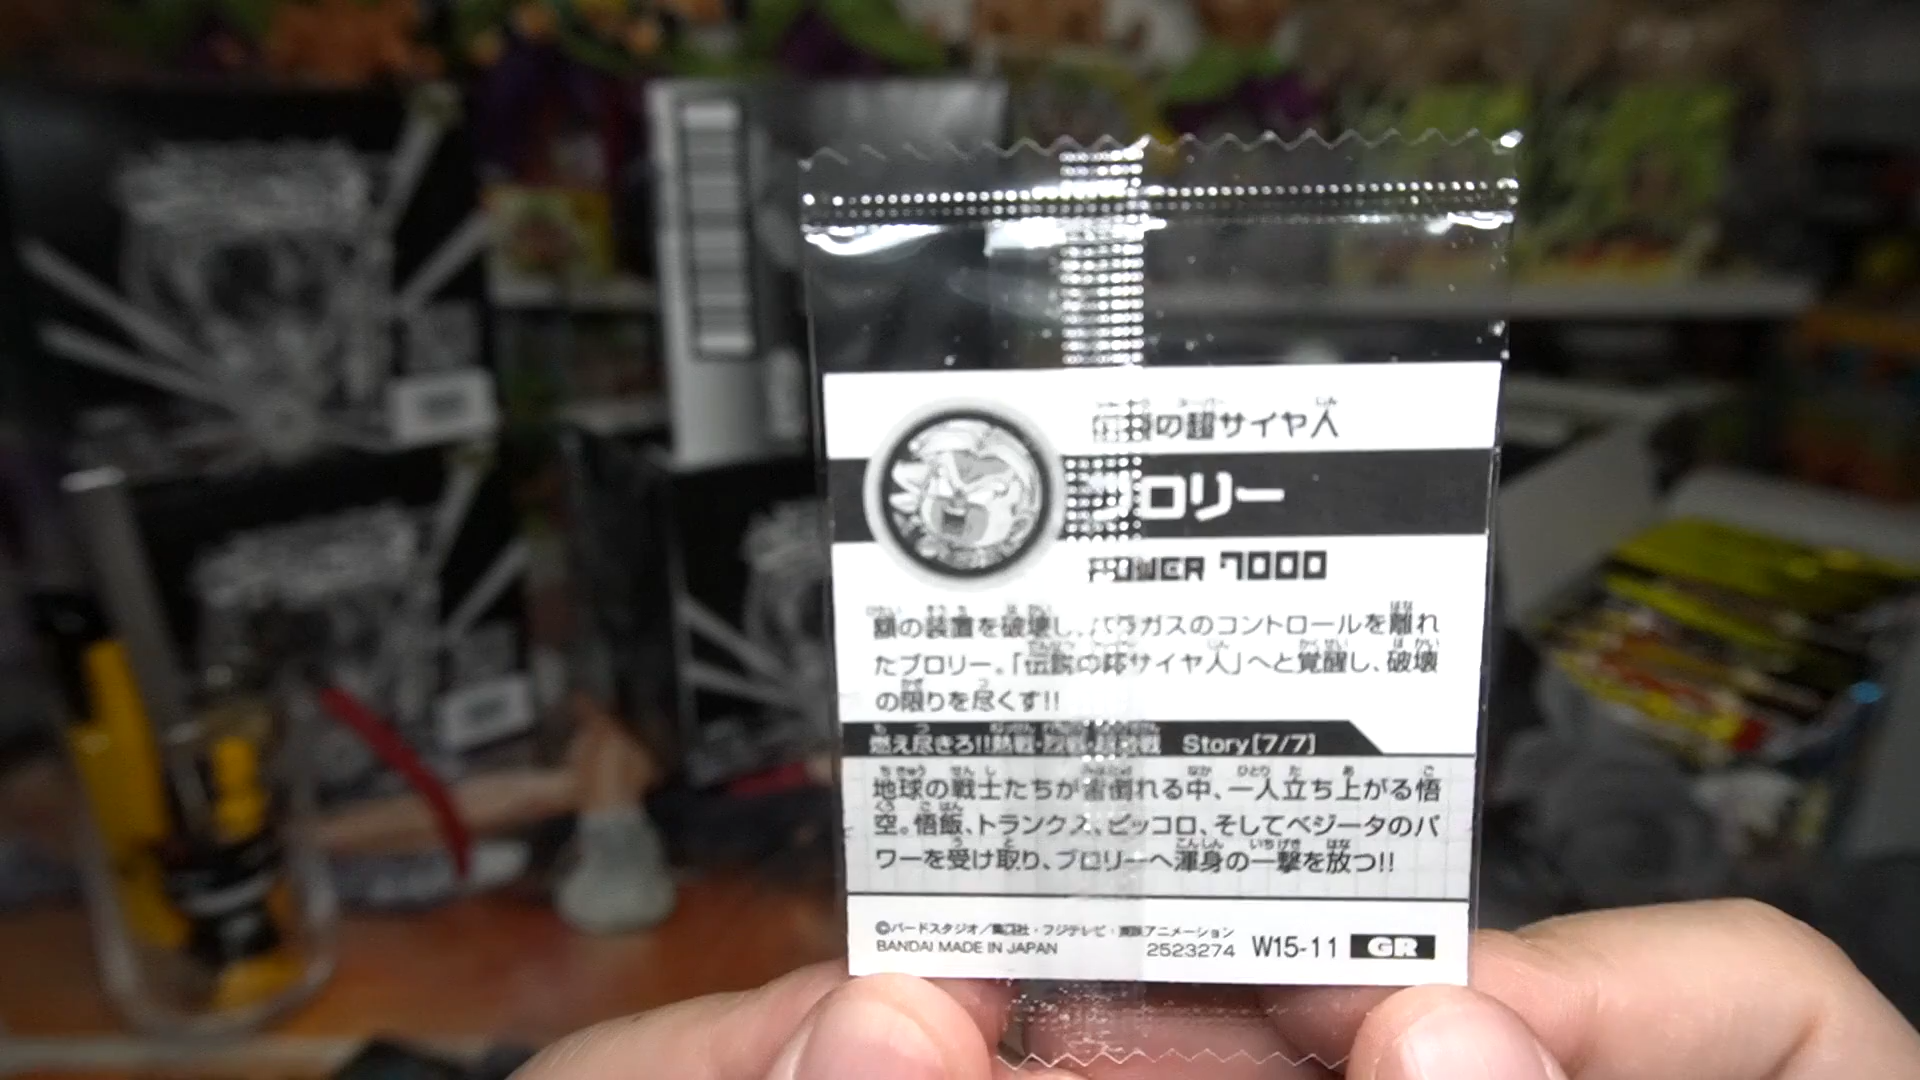 の超サイヤ人
ブロリー
POWER 7000
額の装置を破壊し、パラガスのコントロールを離れ
たブロリー。「伝説の超サイヤ人」へと覚醒し、破壊
の限りを尽くす!!
燃え尽きろ!!熱戦・烈戦・超激戦 Story[7/7]
地球の戦士たちが皆倒れる中、一人立ち上がる悟
空。悟飯、トランクス、ピッコロ、そしてベジータのパ
ワーを受け取り、ブロリーへ渾身の一撃を放つ!!
©バードスタジオ/集英社・フジテレビ・東映アニメーション
BANDAI MADE IN JAPAN 2523274 W15-11 GR